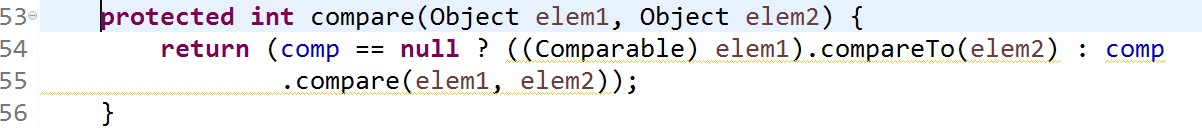 53 protected int compare(Object elem1, Object elem2) {
54 return (comp == null ? ((Comparable) elem1).compareTo(elem2) : comp
55 .compare(elem1, elem2));
56 }